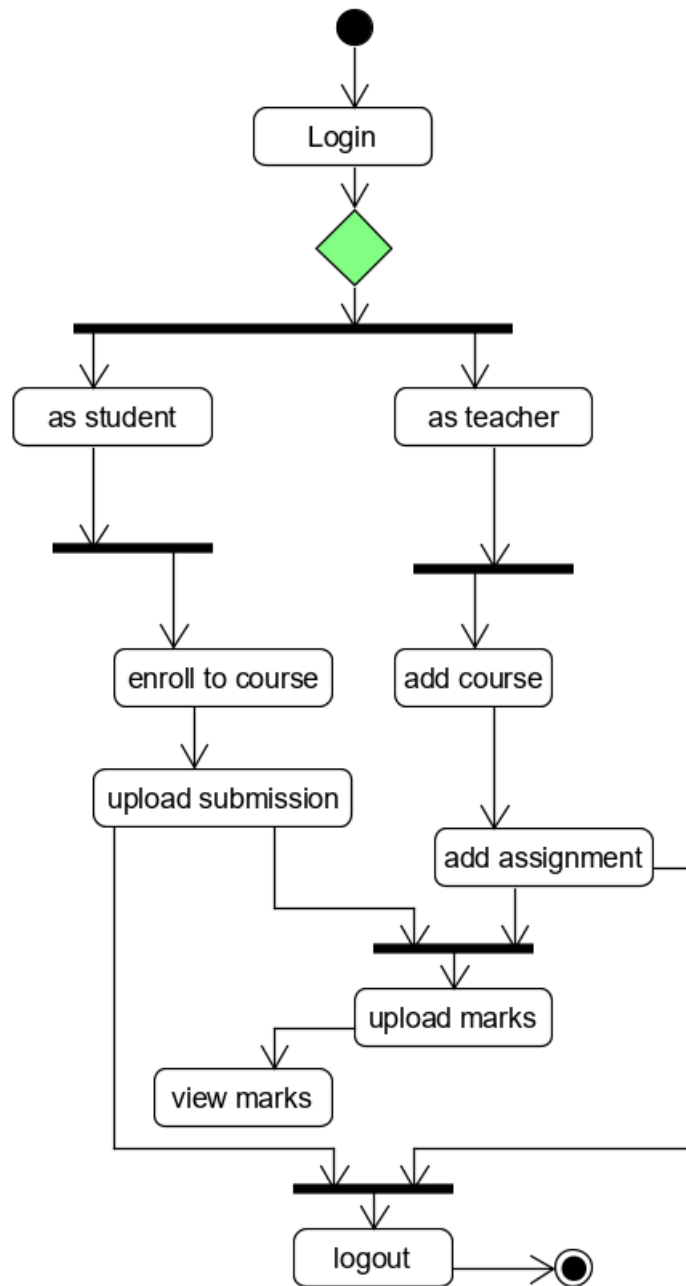 Login
as student
as teacher
enroll to course
add course
upload submission
add assignment
upload marks
view marks
logout